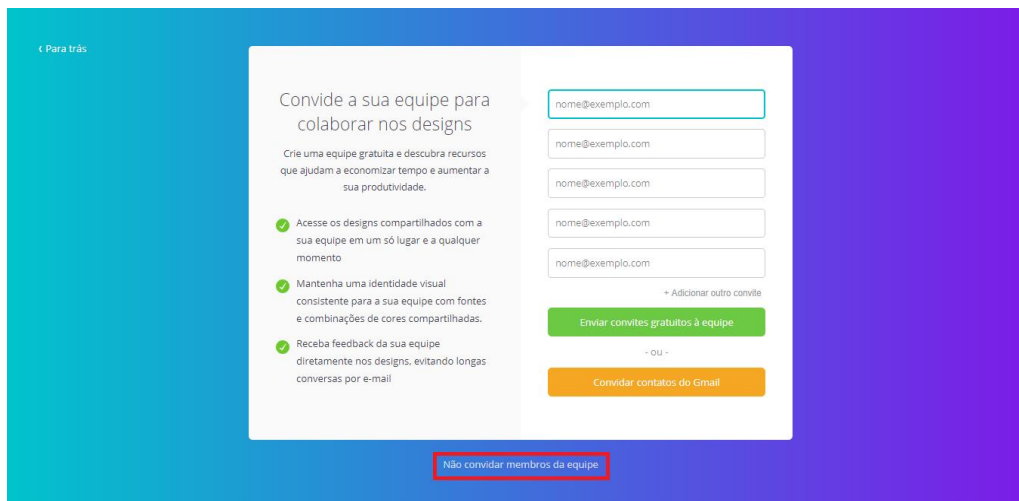 ‹ Para trás
Convide a sua equipe para
colaborar nos designs
Crie uma equipe gratuita e descubra recursos
que ajudam a economizar tempo e aumentar a
sua produtividade.
Acesse os designs compartilhados com a
sua equipe em um só lugar e a qualquer
momento
Mantenha uma identidade visual
consistente para a sua equipe com fontes
e combinações de cores compartilhadas.
Receba feedback da sua equipe
diretamente nos designs, evitando longas
conversas por e-mail
nome@exemplo.com
nome@exemplo.com
nome@exemplo.com
nome@exemplo.com
nome@exemplo.com
+ Adicionar outro convite
Enviar convites gratuitos à equipe
- ou -
Convidar contatos do Gmail
Não convidar membros da equipe